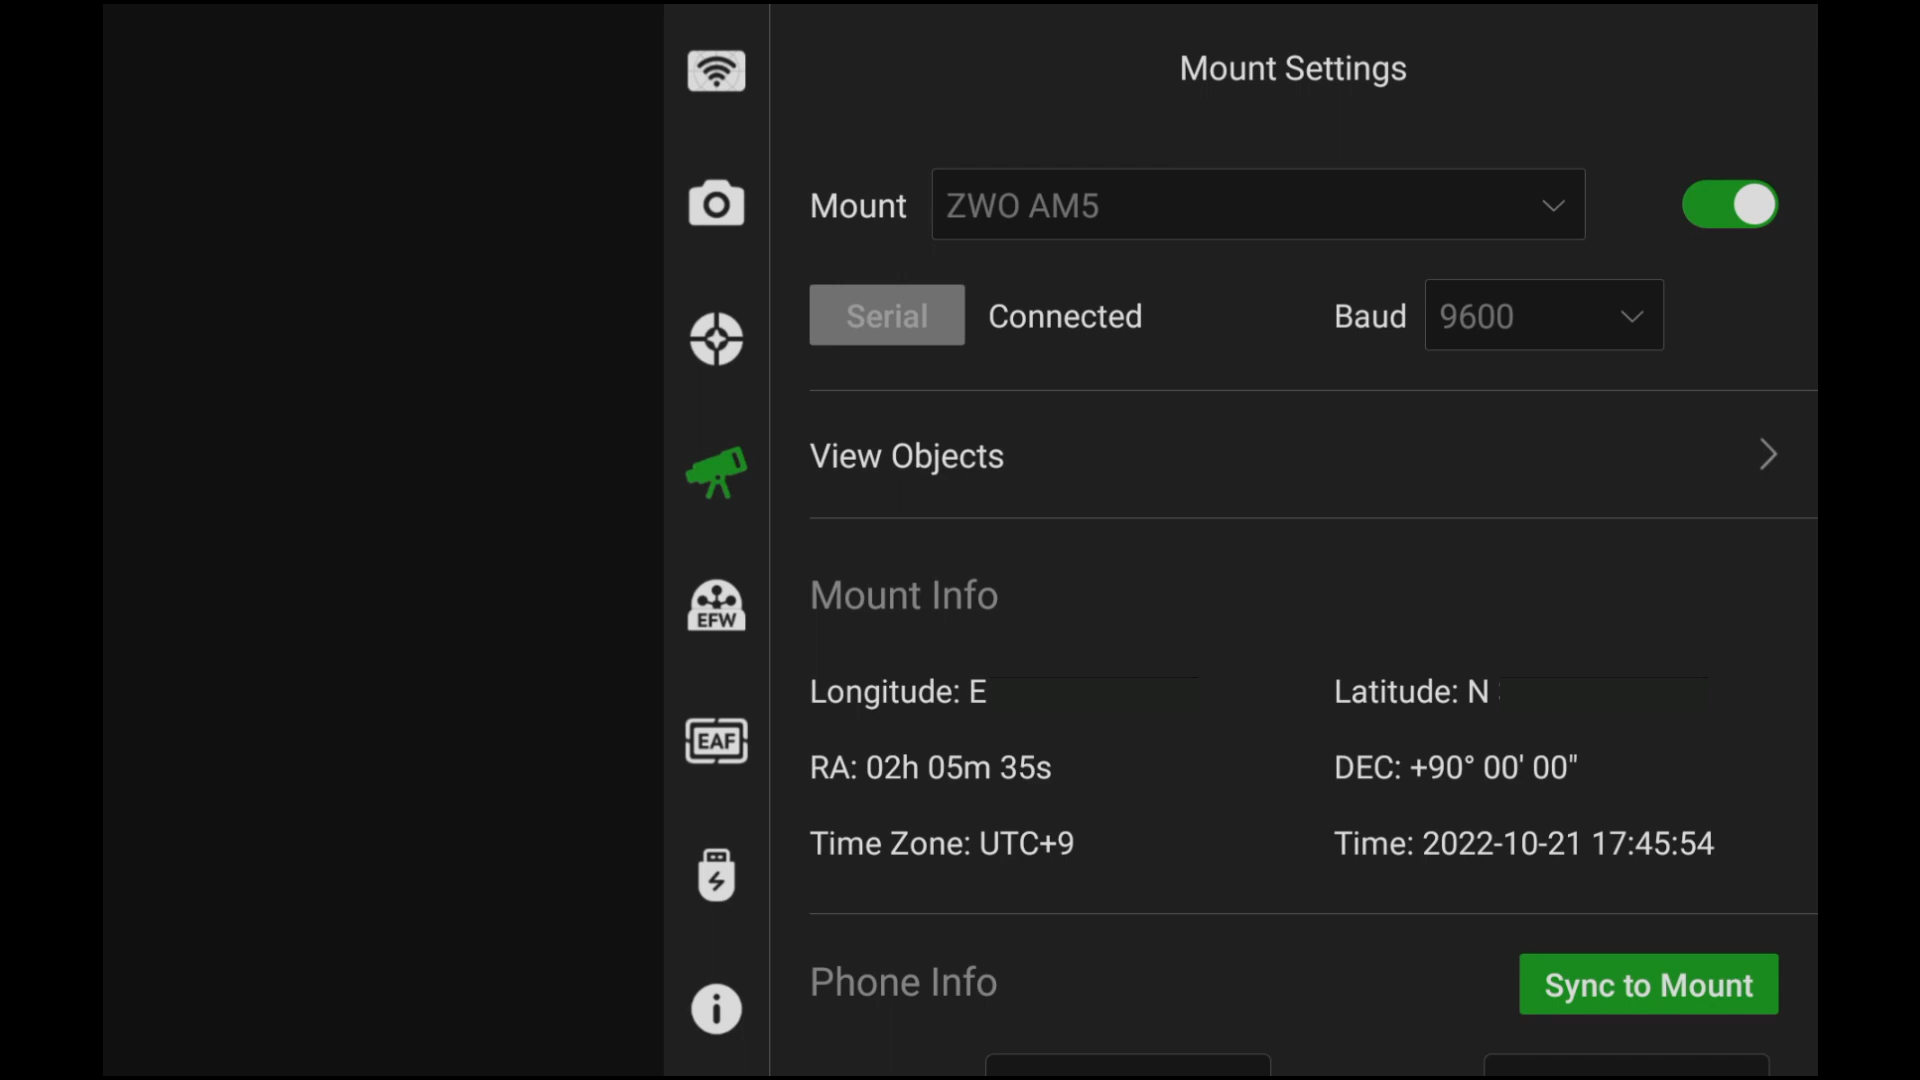 Mount Settings
Mount ZWO AM5
Serial Connected Baud 9600
View Objects
EFW
Mount Info
Longitude: E Latitude: N
EAF
RA: 02h 05m 35s DEC: +90° 00' 00"
Time Zone: UTC+9 Time: 2022-10-21 17:45:54
Phone Info Sync to Mount